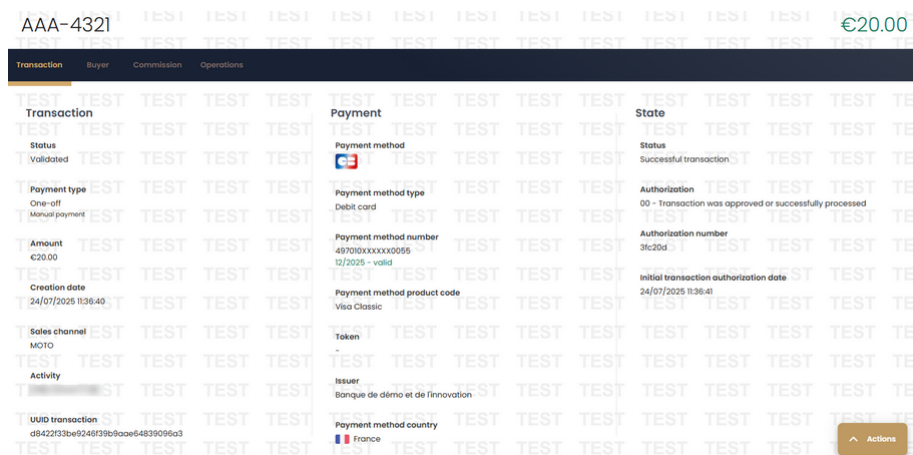 AAA-4321
€20.00
Transaction
Buyer
Commission
Operations
Transaction
Status
Validated
Payment type
One-off
Manual payment
Amount
€20.00
Creation date
24/07/2025 11:36:40
Sales channel
MOTO
Activity
UUID transaction
d8422f33be9246f39b9aae64839096a3
Payment
Payment method
CB
Payment method type
Debit card
Payment method number
497010XXXXXX0055
12/2025 - valid
Payment method product code
Visa Classic
Token
-
Issuer
Banque de démo et de l'innovation
Payment method country
France
State
Status
Successful transaction
Authorization
00 - Transaction was approved or successfully processed
Authorization number
3fc20d
Initial transaction authorization date
24/07/2025 11:36:41
Actions
TEST